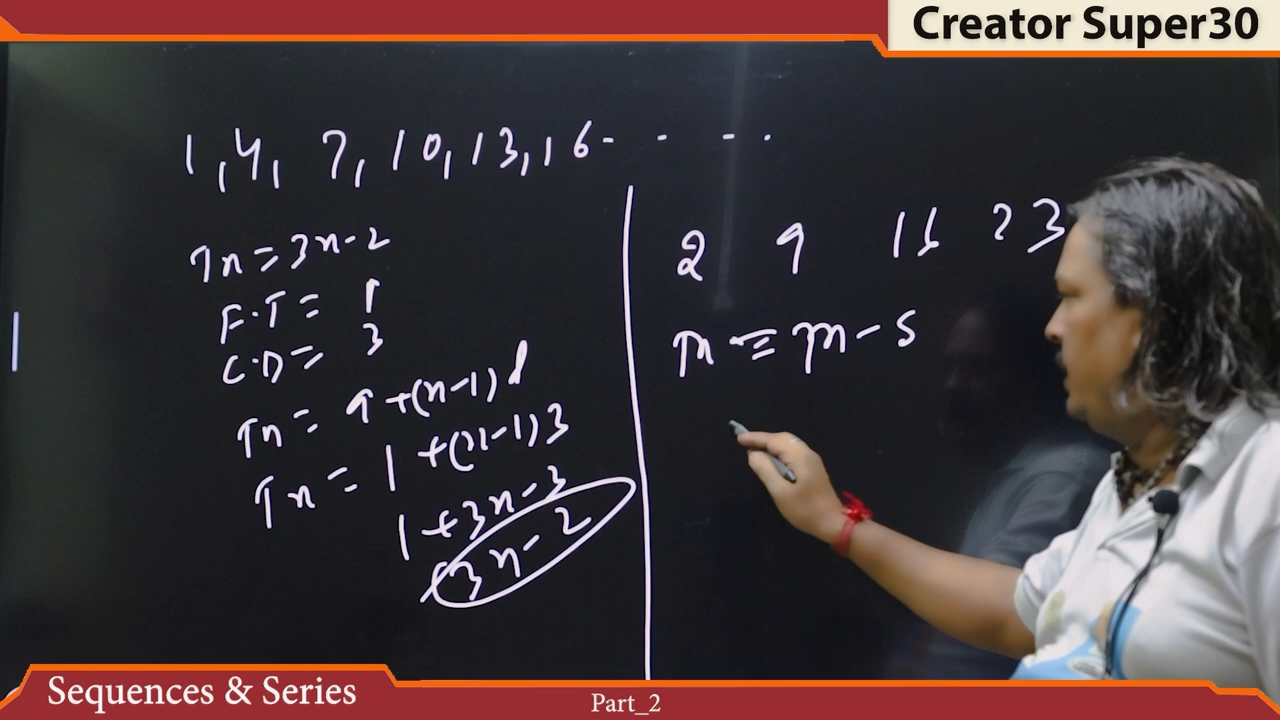 Creator Super30
1, 4, 7, 10, 13, 16- - - -
Tn = 3n-2
F.T = 1
C.D = 3
Tn = a + (n-1) d
Tn = 1 + (n-1) 3
1 + 3n - 3
3n - 2
2 9 16 23
Tn = 7n - 5
Sequences & Series
Part_2